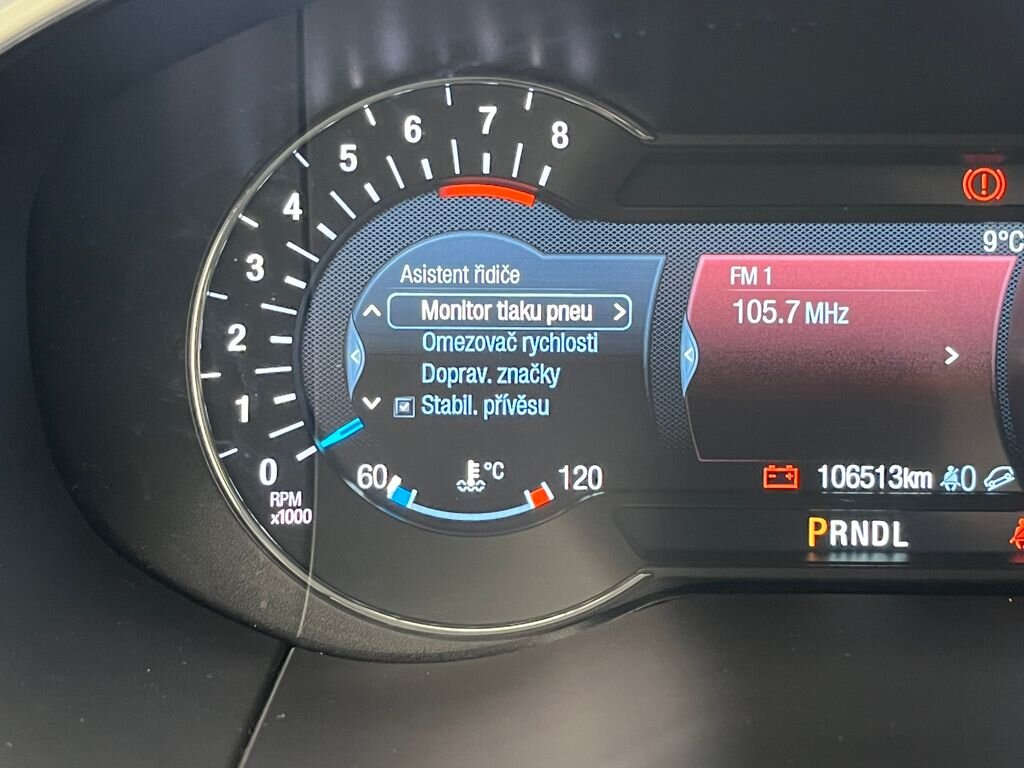 0
1
2
3
4
5
6
7
8
RPM
x1000
Asistent řidiče
Monitor tlaku pneu
Omezovač rychlosti
Doprav. značky
Stabil. přívěsu
60
°C
120
9°C
FM 1
105.7 MHz
106513km
0
PRNDL